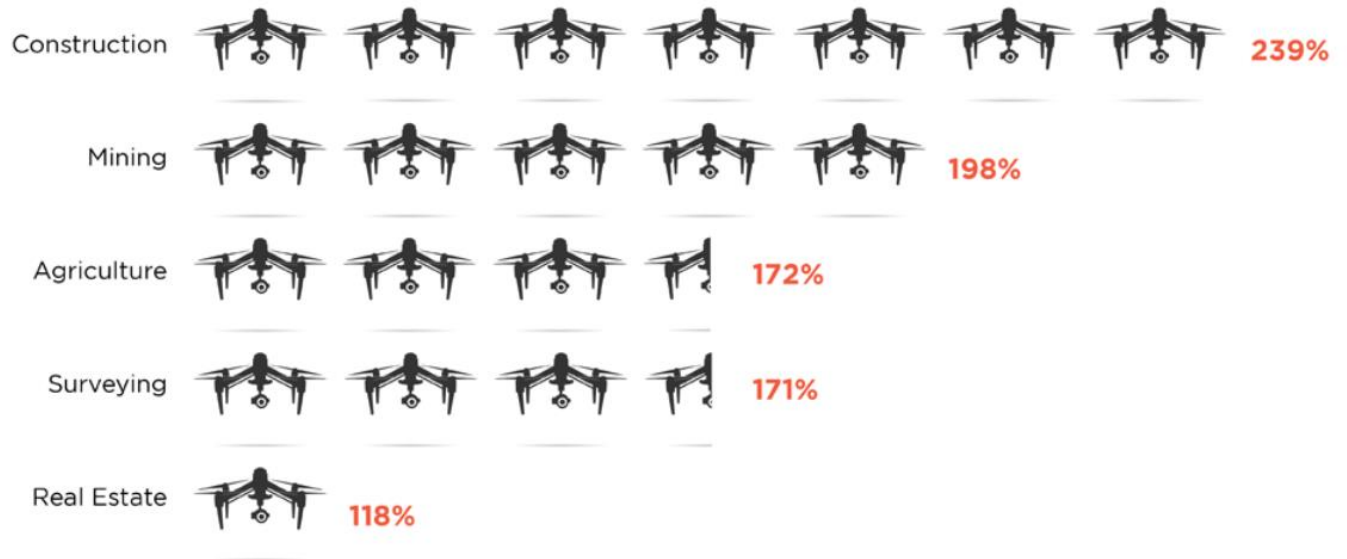 Construction 239%
Mining 198%
Agriculture 172%
Surveying 171%
Real Estate 118%